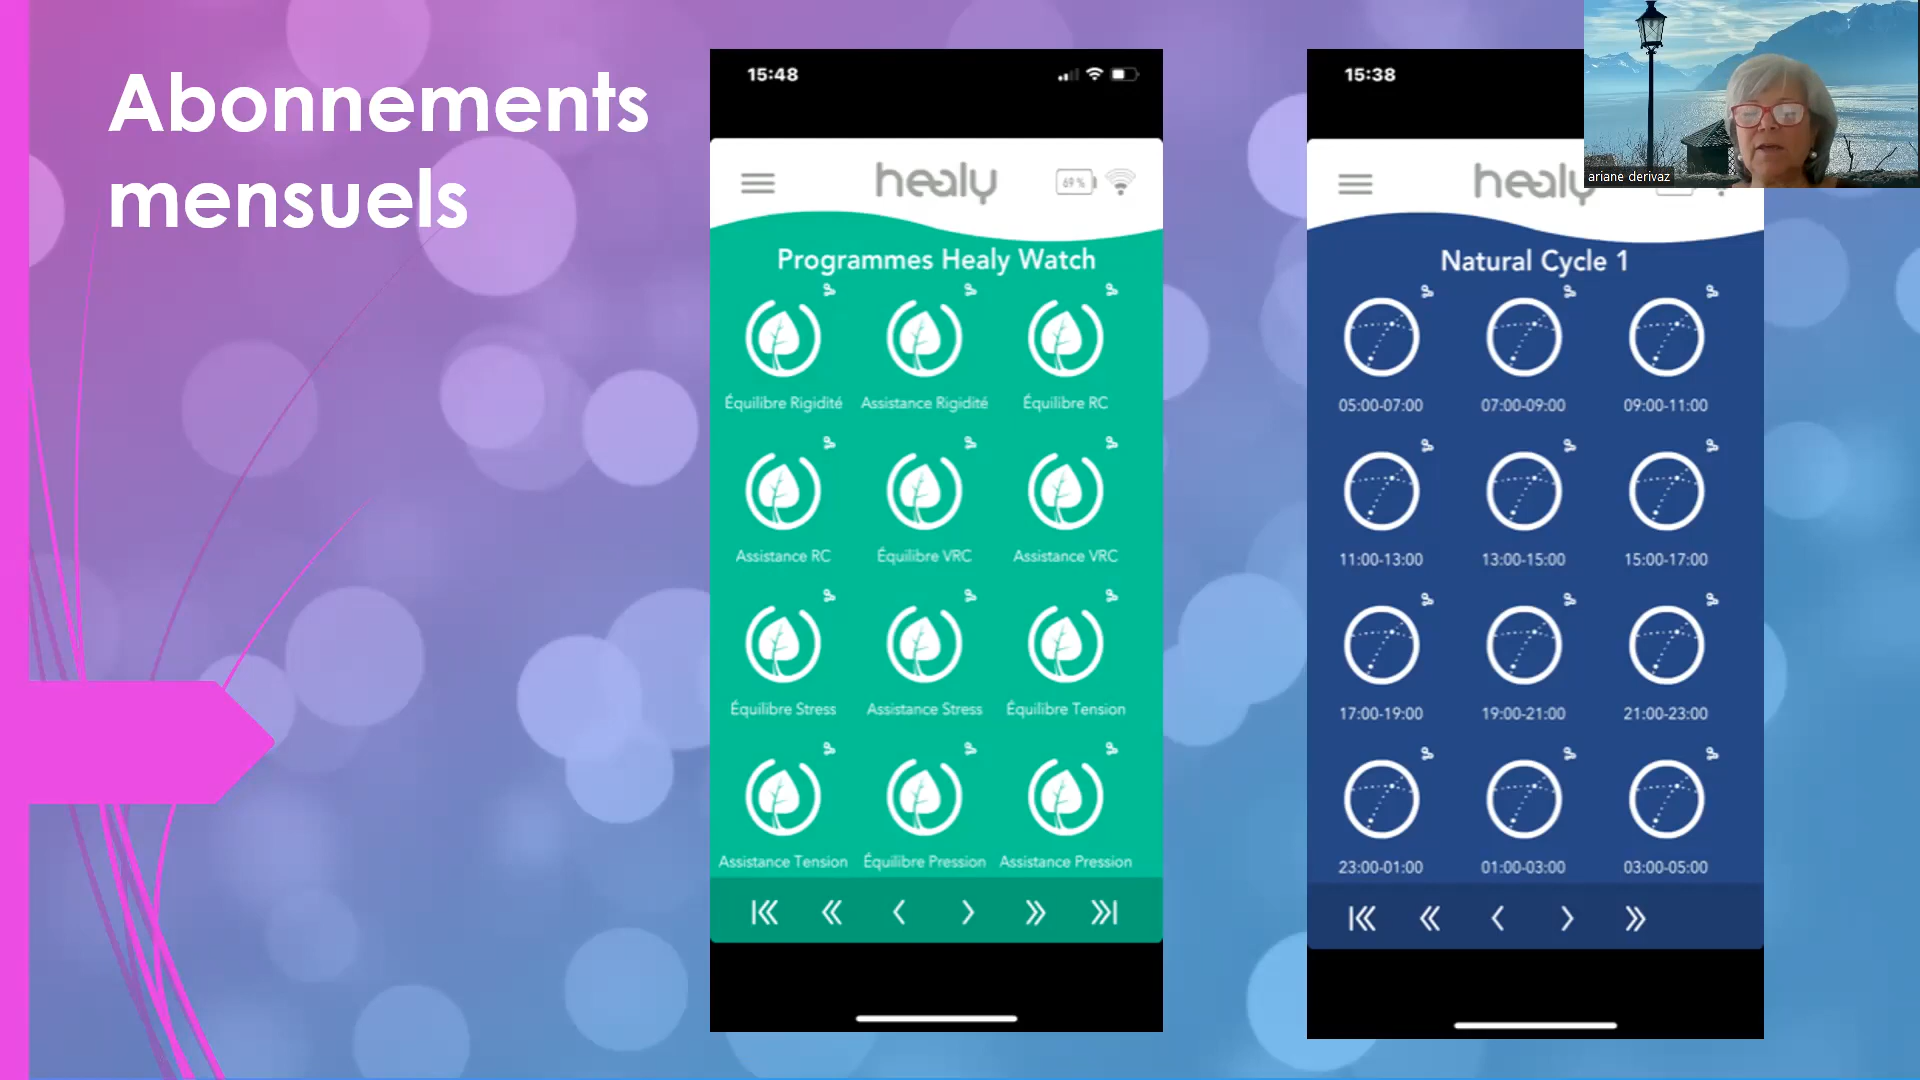 Abonnements
mensuels
15:48
healy
69 %
Programmes Healy Watch
Équilibre Rigidité
Assistance Rigidité
Équilibre RC
Assistance RC
Équilibre VRC
Assistance VRC
Équilibre Stress
Assistance Stress
Équilibre Tension
Assistance Tension
Équilibre Pression
Assistance Pression
15:38
healy
Natural Cycle 1
05:00-07:00
07:00-09:00
09:00-11:00
11:00-13:00
13:00-15:00
15:00-17:00
17:00-19:00
19:00-21:00
21:00-23:00
23:00-01:00
01:00-03:00
03:00-05:00
ariane derivaz